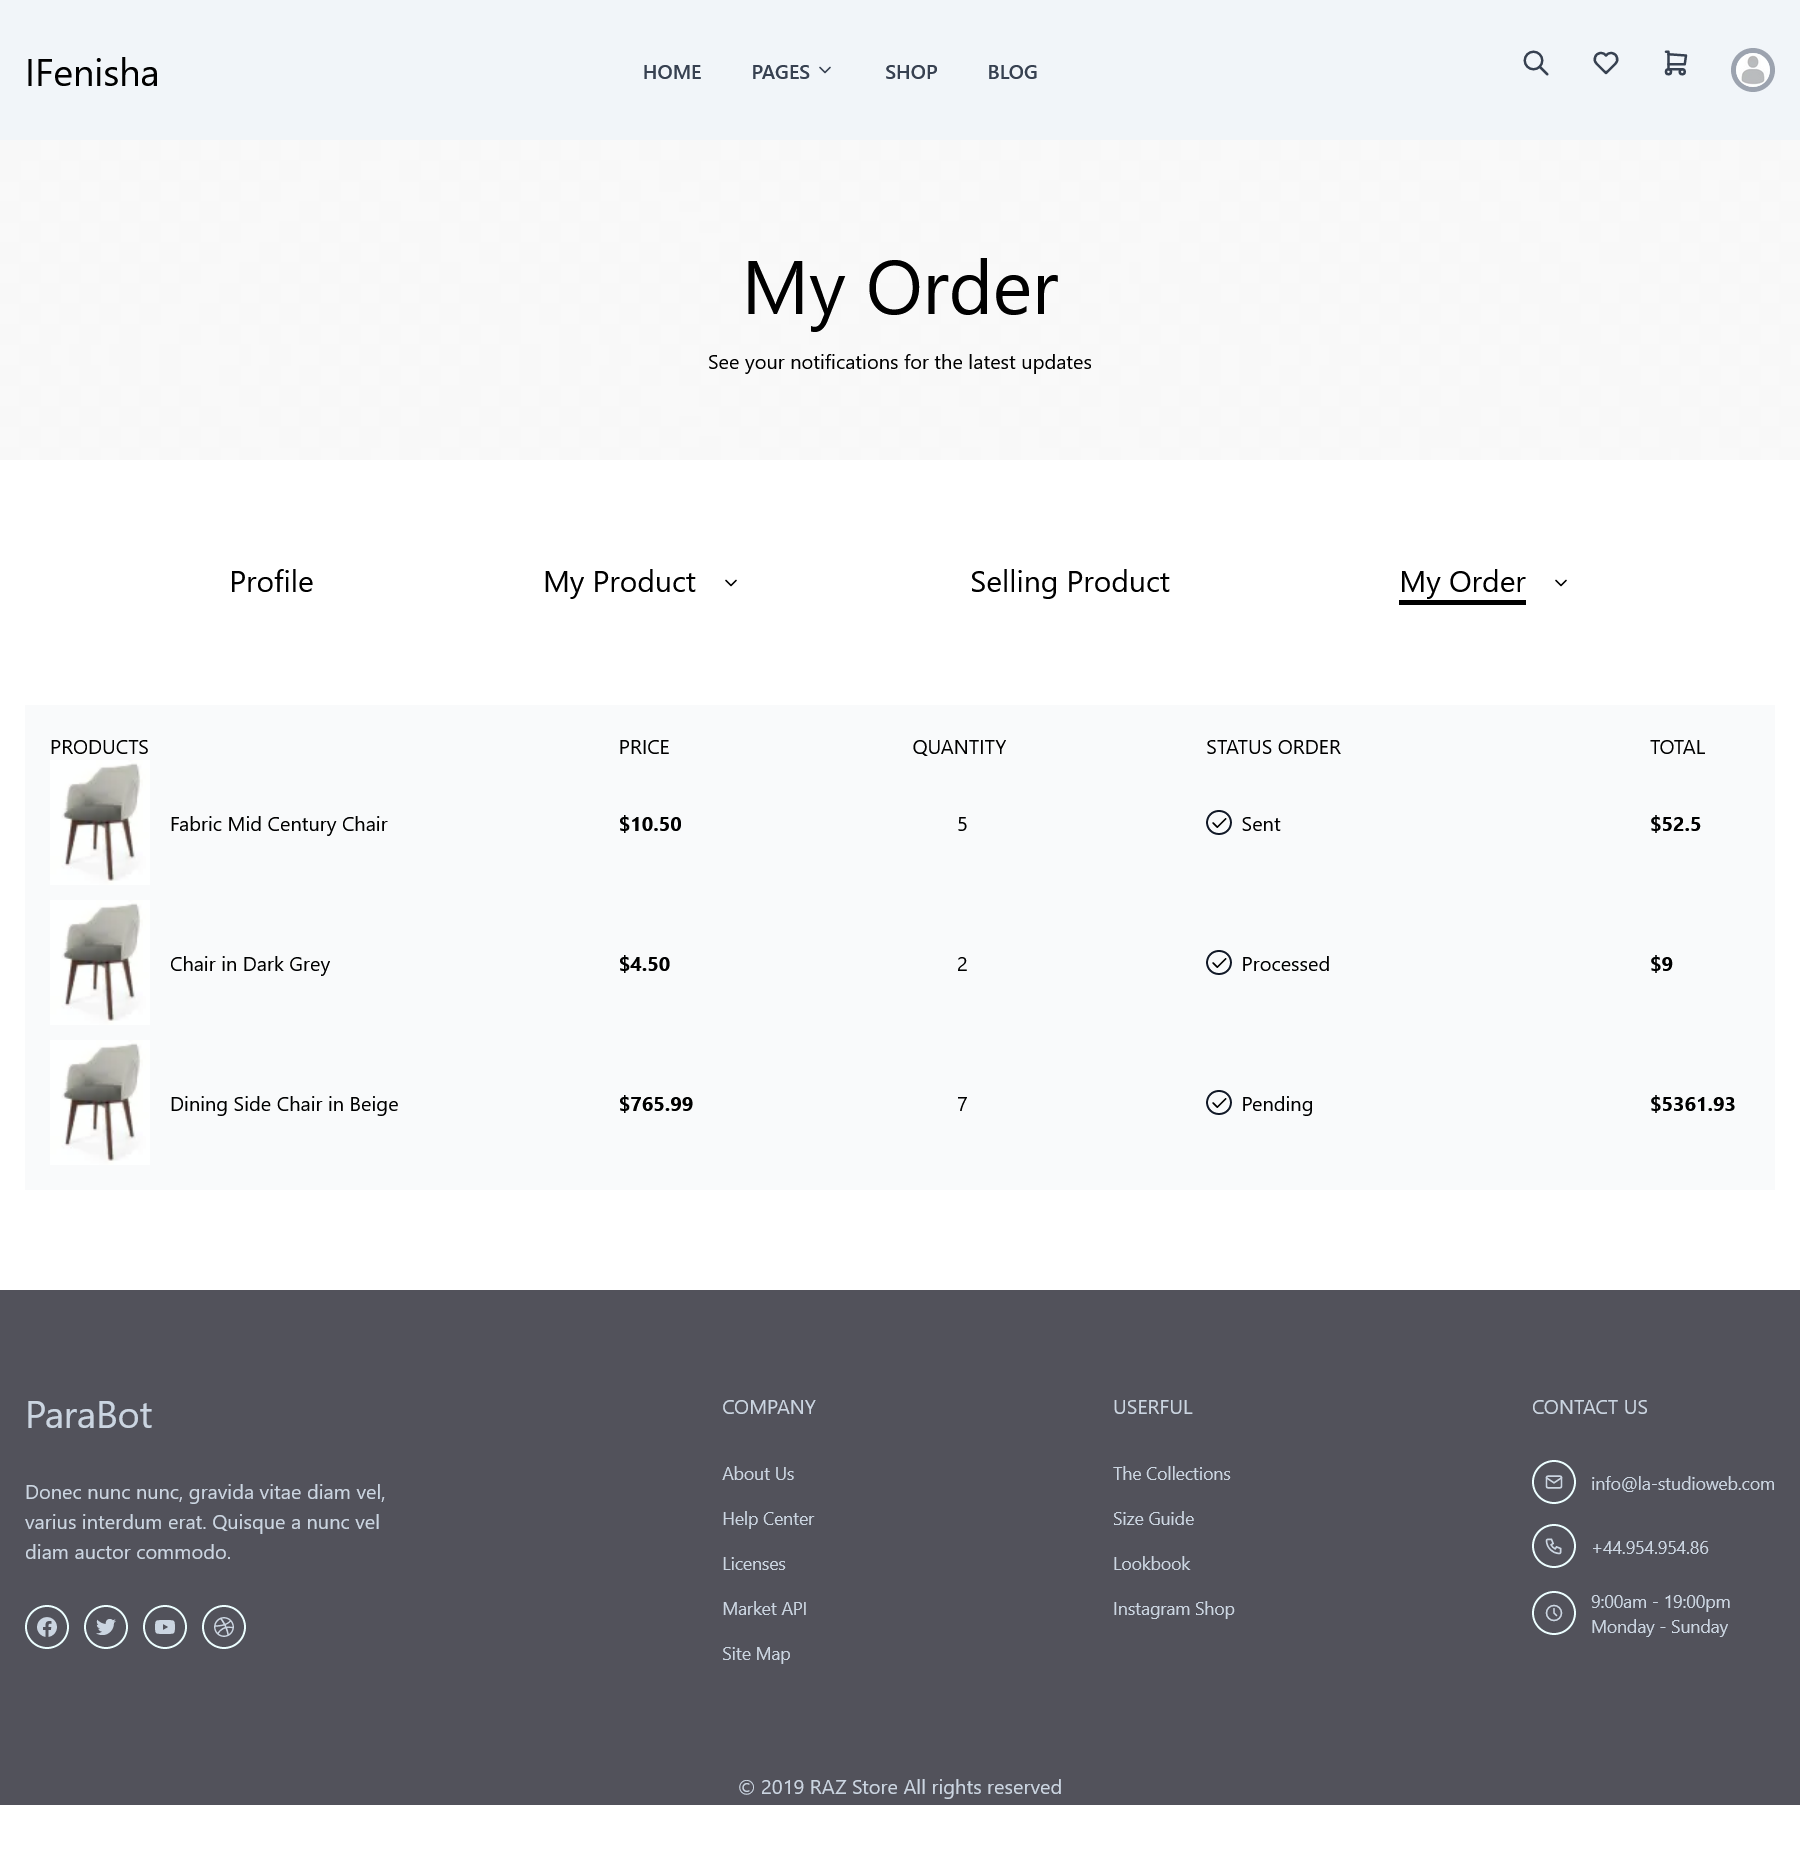 IFenisha
HOME PAGES SHOP BLOG
My Order
See your notifications for the latest updates
Profile My Product Selling Product My Order
PRODUCTS PRICE QUANTITY STATUS ORDER TOTAL
Fabric Mid Century Chair $10.50 5 Sent $52.5
Chair in Dark Grey $4.50 2 Processed $9
Dining Side Chair in Beige $765.99 7 Pending $5361.93
ParaBot
Donec nunc nunc, gravida vitae diam vel,
varius interdum erat. Quisque a nunc vel
diam auctor commodo.
COMPANY
About Us
Help Center
Licenses
Market API
Site Map
USERFUL
The Collections
Size Guide
Lookbook
Instagram Shop
CONTACT US
info@la-studioweb.com
+44.954.954.86
9:00am - 19:00pm
Monday - Sunday
© 2019 RAZ Store All rights reserved